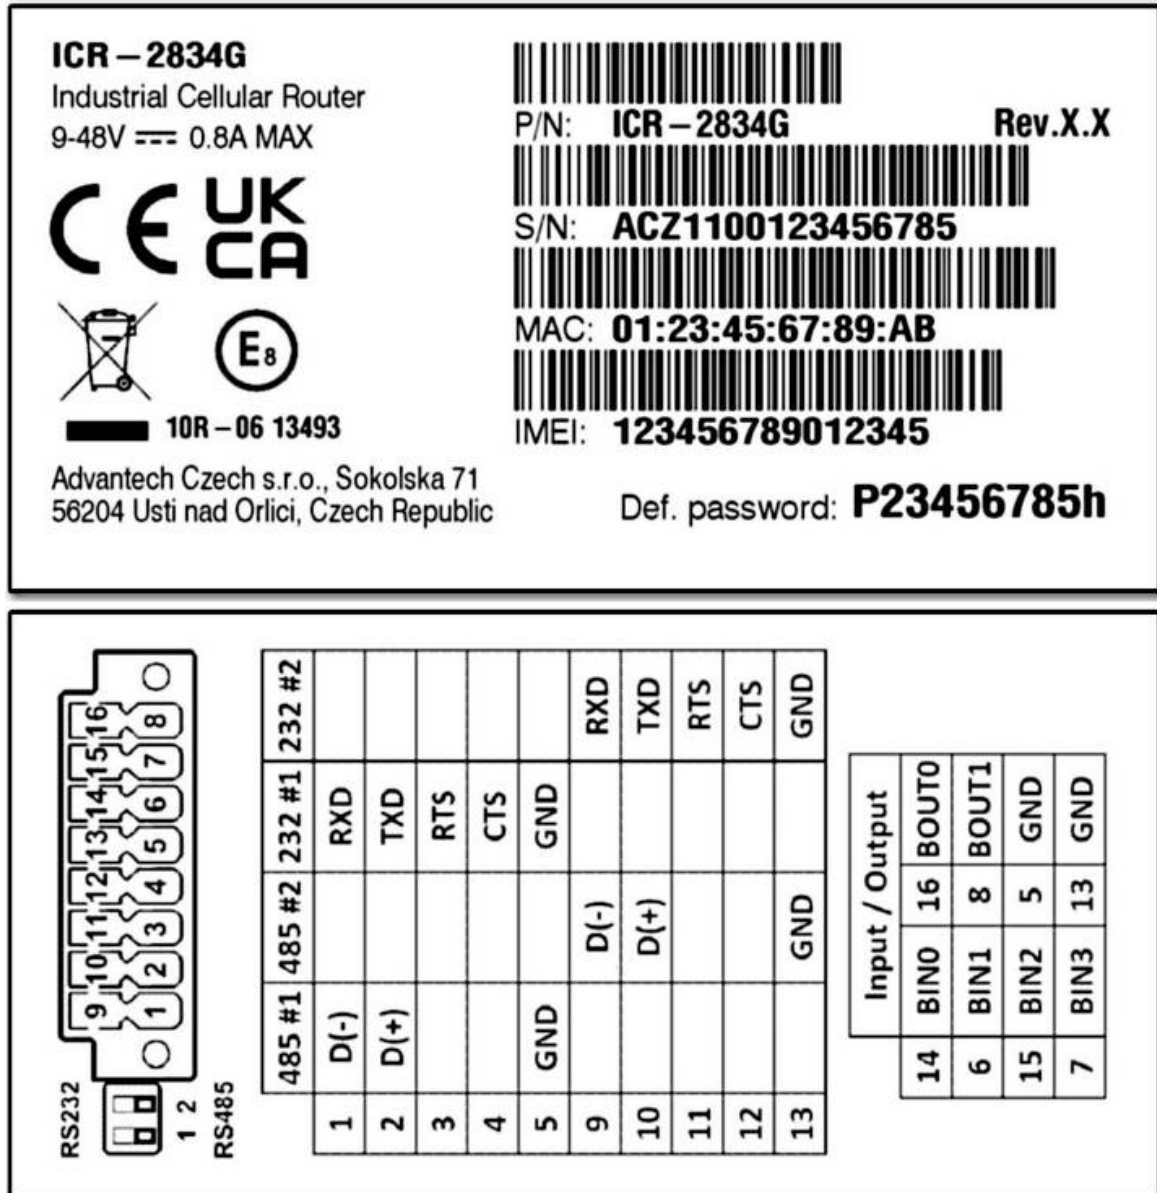 ICR – 2834G
Industrial Cellular Router
9-48V ⎓ 0.8A MAX
CE UK CA
E8
10R – 06 13493
Advantech Czech s.r.o., Sokolska 71
56204 Usti nad Orlici, Czech Republic
P/N: ICR – 2834G Rev.X.X
S/N: ACZ1100123456785
MAC: 01:23:45:67:89:AB
IMEI: 123456789012345
Def. password: P23456785h
9 10 11 12 13 14 15 16
1 2 3 4 5 6 7 8
RS232
1 2
RS485
485 #1 485 #2 232 #1 232 #2
1 D(-) RXD
2 D(+) TXD
3 RTS
4 CTS
5 GND GND
9 D(-) RXD
10 D(+) TXD
11 RTS
12 CTS
13 GND GND
Input / Output
14 BIN0 16 BOUT0
6 BIN1 8 BOUT1
15 BIN2 5 GND
7 BIN3 13 GND